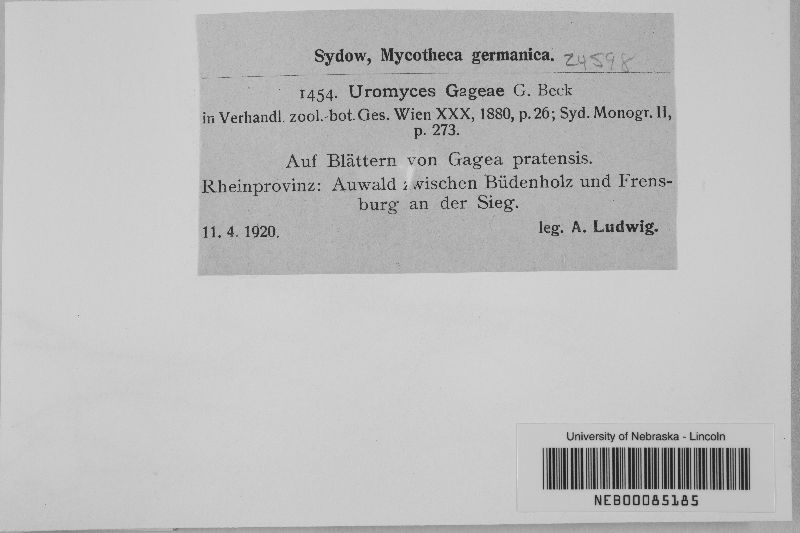 Sydow, Mycotheca germanica. 24598
1454. Uromyces Gageae G. Beck
in Verhandl. zool.-bot. Ges. Wien XXX, 1880, p. 26; Syd. Monogr. II,
p. 273.
Auf Blättern von Gagea pratensis.
Rheinprovinz: Auwald zwischen Büdenholz und Frens-
burg an der Sieg.
11. 4. 1920.
leg. A. Ludwig.
University of Nebraska - Lincoln
NEB00085185